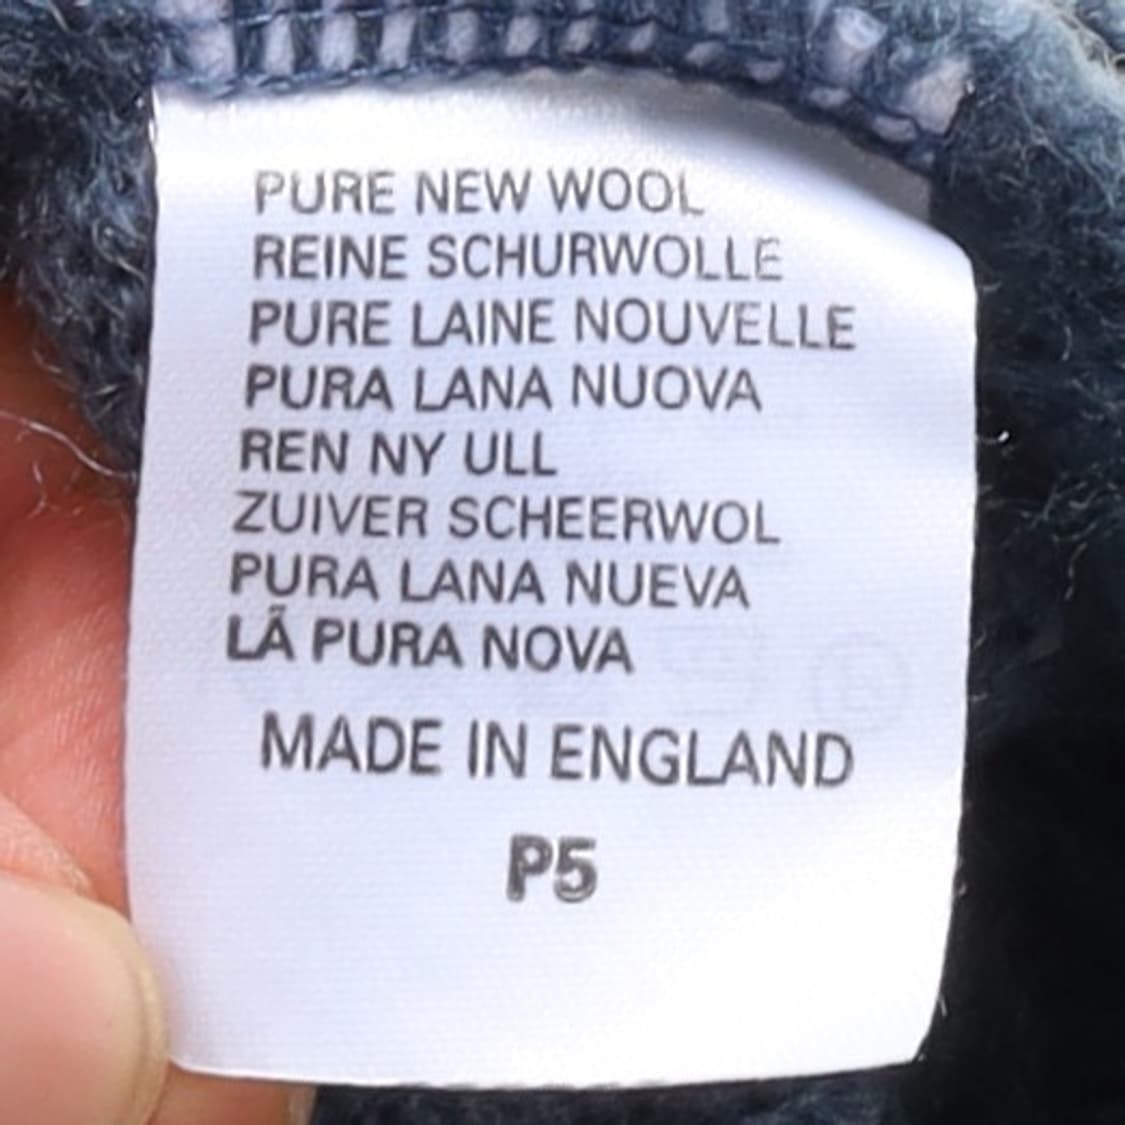 PURE NEW WOOL
REINE SCHURWOLLE
PURE LAINE NOUVELLE
PURA LANA NUOVA
REN NY ULL
ZUIVER SCHEERWOL
PURA LANA NUEVA
LÃ PURA NOVA
MADE IN ENGLAND
P5